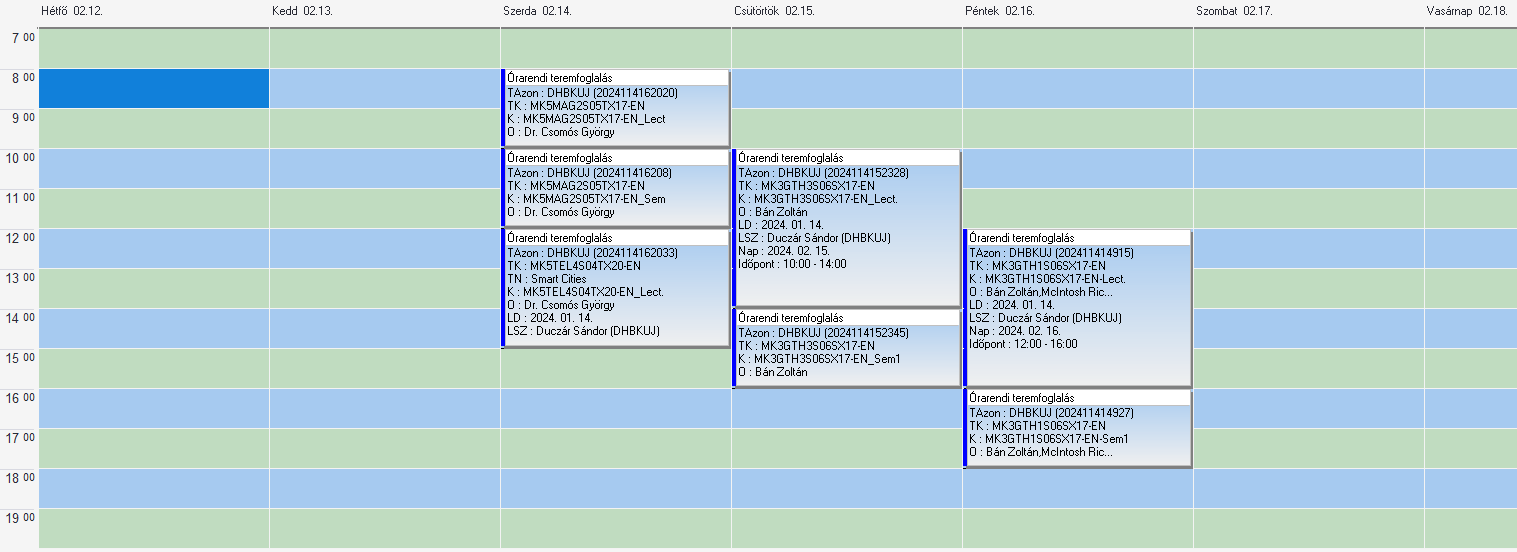 Hétfő 02.12.
Kedd 02.13.
Szerda 02.14.
Csütörtök 02.15.
Péntek 02.16.
Szombat 02.17.
Vasárnap 02.18.
7 00
8 00
9 00
10 00
11 00
12 00
13 00
14 00
15 00
16 00
17 00
18 00
19 00
Órarendi teremfoglalás
TAzon : DHBKUJ (2024114162020)
TK : MK5MAG2S05TX17-EN
K : MK5MAG2S05TX17-EN_Lect
O : Dr. Csomós György
Órarendi teremfoglalás
TAzon : DHBKUJ (202411416208)
TK : MK5MAG2S05TX17-EN
K : MK5MAG2S05TX17-EN_Sem
O : Dr. Csomós György
Órarendi teremfoglalás
TAzon : DHBKUJ (2024114162033)
TK : MK5TEL4S04TX20-EN
TN : Smart Cities
K : MK5TEL4S04TX20-EN_Lect.
O : Dr. Csomós György
LD : 2024. 01. 14.
LSZ : Duczár Sándor (DHBKUJ)
Órarendi teremfoglalás
TAzon : DHBKUJ (2024114152328)
TK : MK3GTH3S06SX17-EN
K : MK3GTH3S06SX17-EN_Lect.
O : Bán Zoltán
LD : 2024. 01. 14.
LSZ : Duczár Sándor (DHBKUJ)
Nap : 2024. 02. 15.
Időpont : 10:00 - 14:00
Órarendi teremfoglalás
TAzon : DHBKUJ (2024114152345)
TK : MK3GTH3S06SX17-EN
K : MK3GTH3S06SX17-EN_Sem1
O : Bán Zoltán
Órarendi teremfoglalás
TAzon : DHBKUJ (202411414915)
TK : MK3GTH1S06SX17-EN
K : MK3GTH1S06SX17-EN-Lect.
O : Bán Zoltán,McIntosh Ric...
LD : 2024. 01. 14.
LSZ : Duczár Sándor (DHBKUJ)
Nap : 2024. 02. 16.
Időpont : 12:00 - 16:00
Órarendi teremfoglalás
TAzon : DHBKUJ (202411414927)
TK : MK3GTH1S06SX17-EN
K : MK3GTH1S06SX17-EN-Sem1
O : Bán Zoltán,McIntosh Ric...